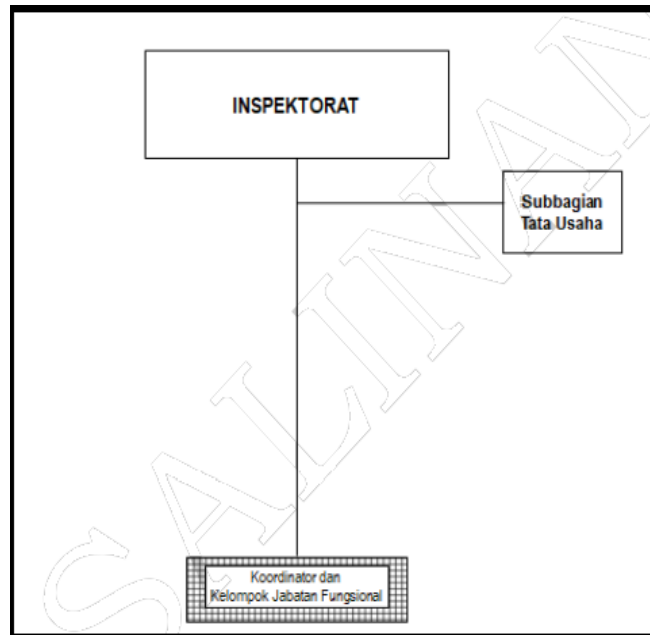 INSPEKTORAT
Subbagian
Tata Usaha
SALINAN
Koordinator dan
Kelompok Jabatan Fungsional